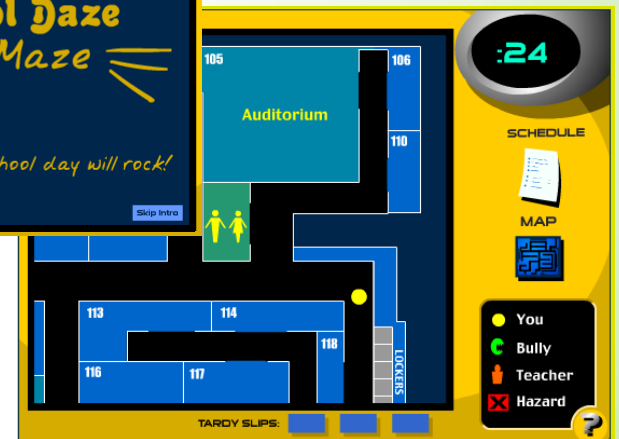 ol Daze
Maze
hool day will rock!
Skip Intro
105
106
Auditorium
110
113
114
118
116
117
LOCKERS
:24
SCHEDULE
MAP
You
Bully
Teacher
Hazard
?
TARDY SLIPS: